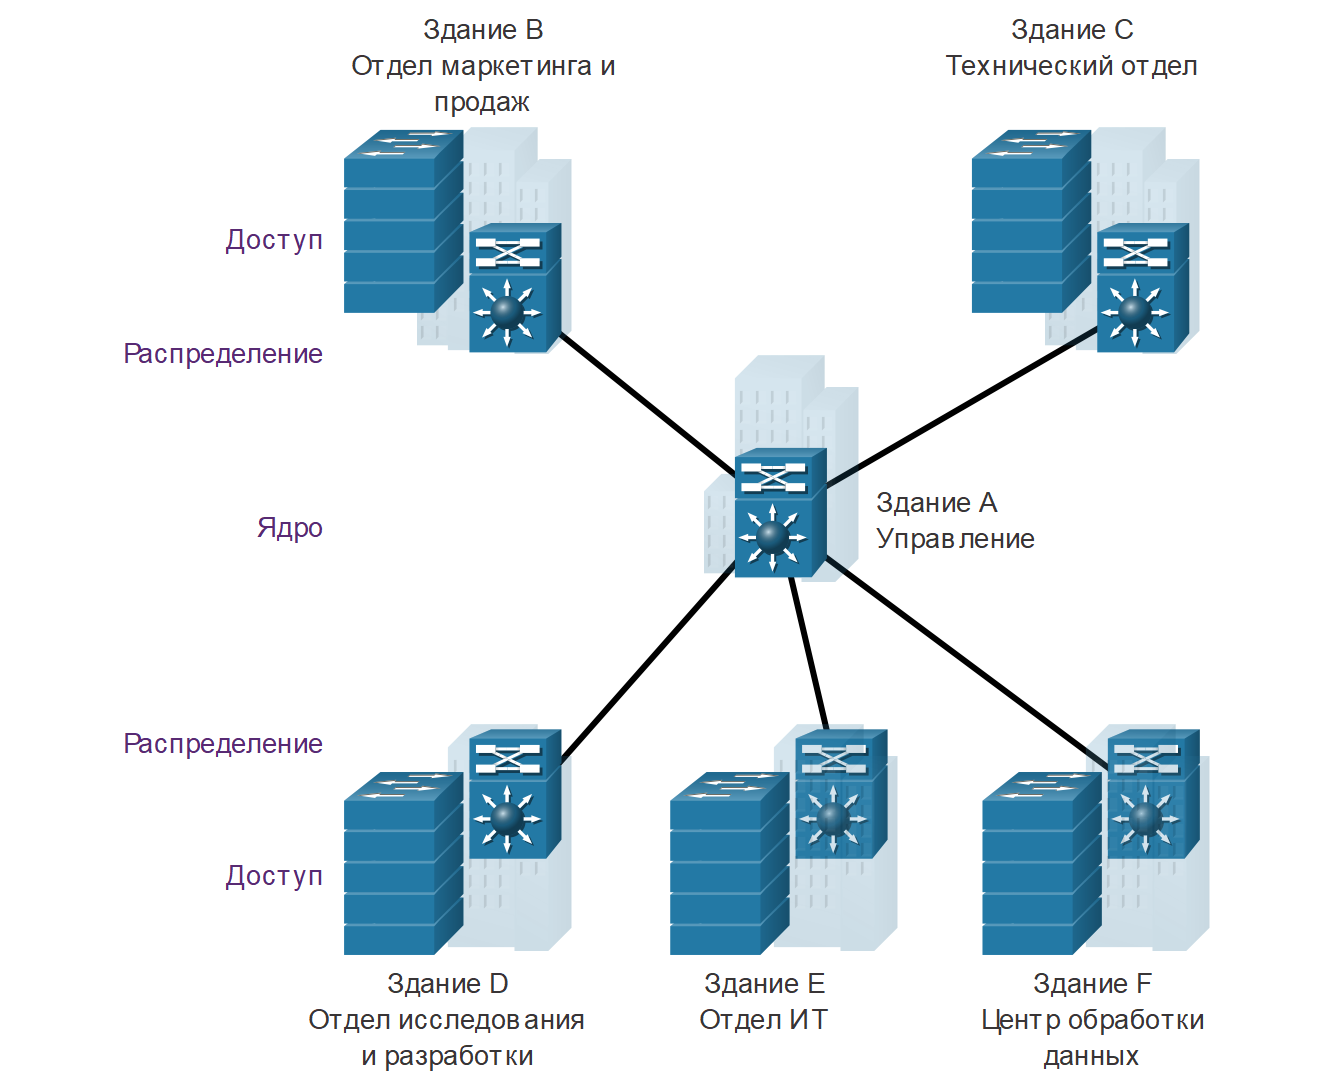 Здание B
Отдел маркетинга и
продаж
Здание C
Технический отдел
Доступ
Распределение
Здание A
Управление
Ядро
Распределение
Доступ
Здание D
Отдел исследования
и разработки
Здание E
Отдел ИТ
Здание F
Центр обработки
данных